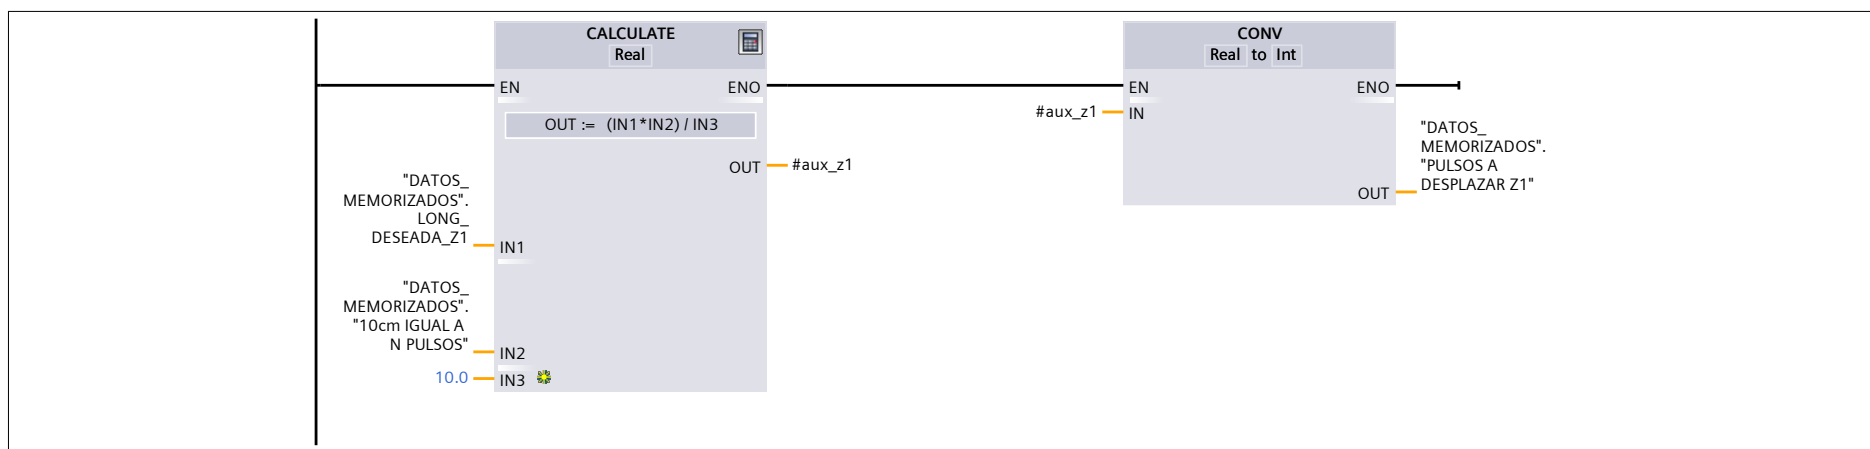 CALCULATE
Real
EN
ENO
OUT := (IN1*IN2) / IN3
OUT
#aux_z1
"DATOS_
MEMORIZADOS".
LONG_
DESEADA_Z1
IN1
"DATOS_
MEMORIZADOS".
"10cm IGUAL A
N PULSOS"
IN2
10.0
IN3
CONV
Real to Int
EN
ENO
#aux_z1
IN
"DATOS_
MEMORIZADOS".
"PULSOS A
DESPLAZAR Z1"
OUT